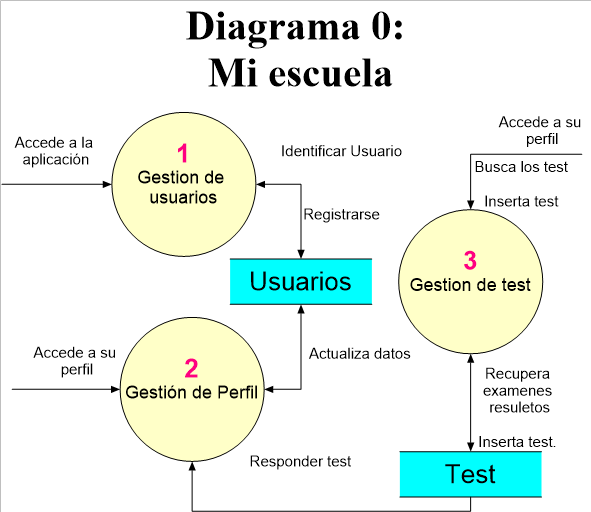 Diagrama 0:
Mi escuela
Accede a la
aplicación
1
Gestion de
usuarios
Identificar Usuario
Registrarse
Accede a su
perfil
Busca los test
Inserta test
3
Gestion de test
Usuarios
Accede a su
perfil
2
Gestión de Perfil
Actualiza datos
Recupera
examenes
resuletos
Inserta test.
Responder test
Test